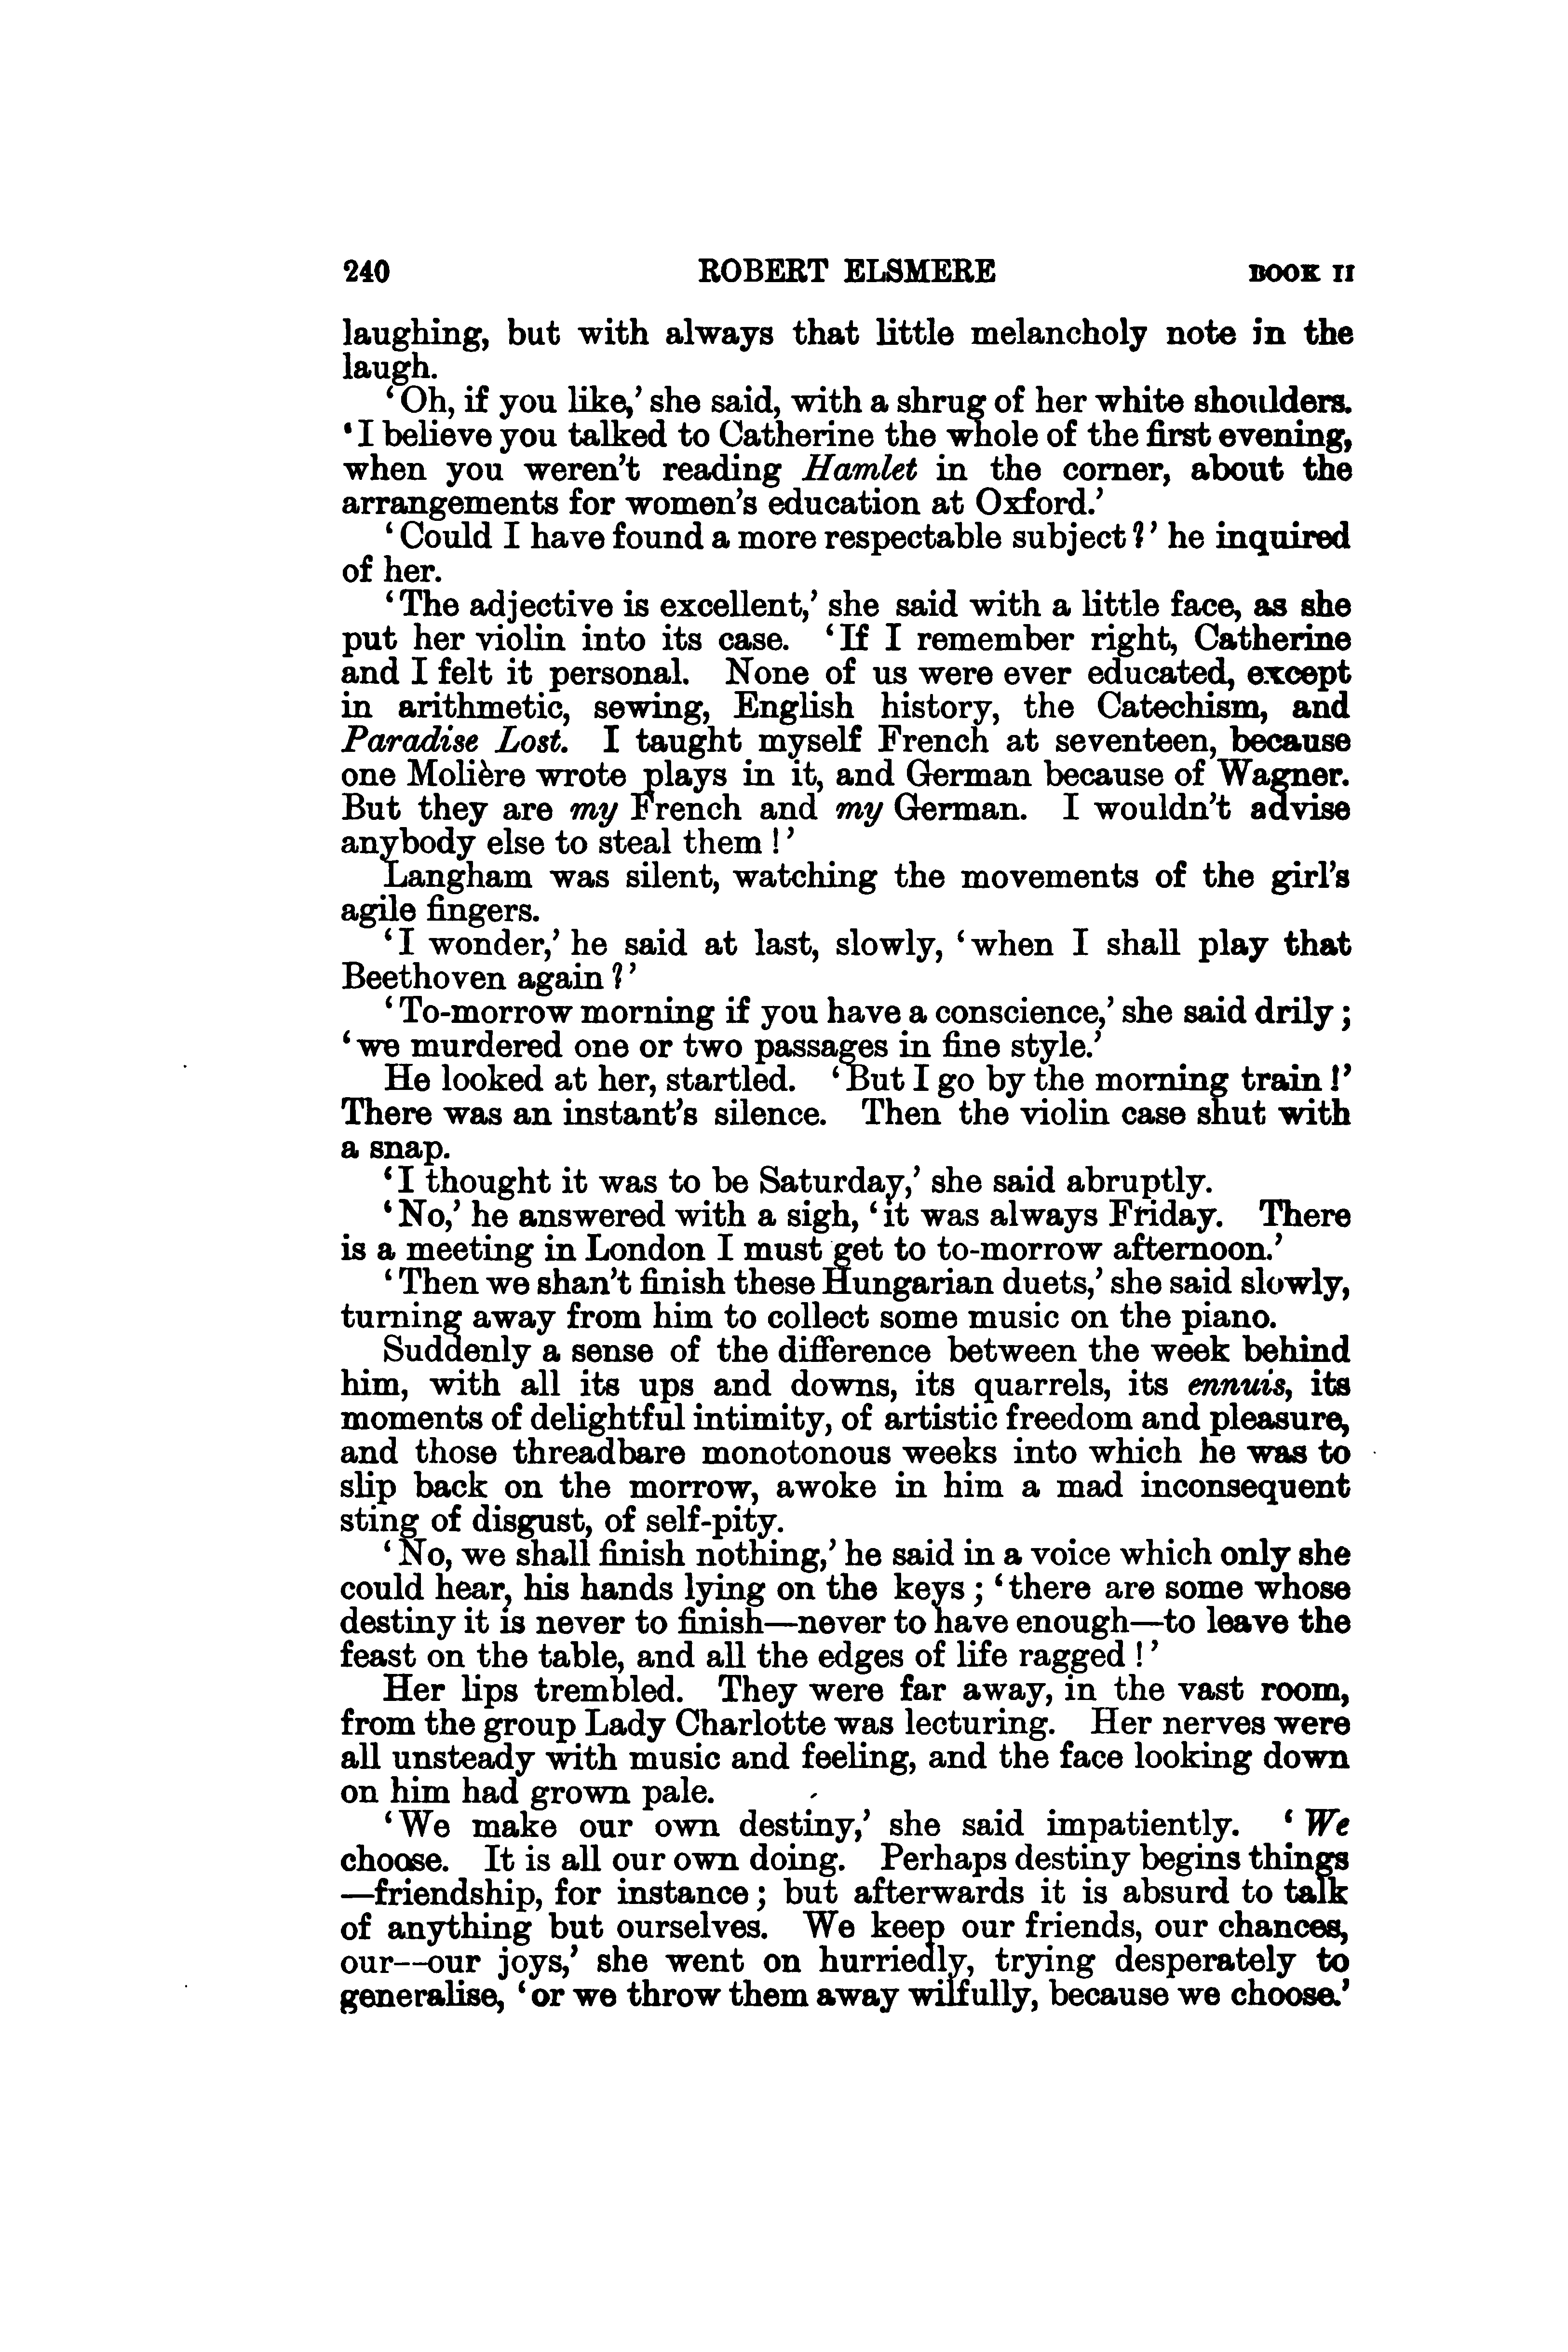 240 ROBERT ELSMERE BOOK II
laughing, but with always that little melancholy note in the
laugh.
‘Oh, if you like,’ she said, with a shrug of her white shoulders.
‘I believe you talked to Catherine the whole of the first evening,
when you weren’t reading Hamlet in the corner, about the
arrangements for women’s education at Oxford.’
‘Could I have found a more respectable subject?’ he inquired
of her.
‘The adjective is excellent,’ she said with a little face, as she
put her violin into its case. ‘If I remember right, Catherine
and I felt it personal. None of us were ever educated, except
in arithmetic, sewing, English history, the Catechism, and
Paradise Lost. I taught myself French at seventeen, because
one Molière wrote plays in it, and German because of Wagner.
But they are my French and my German. I wouldn’t advise
anybody else to steal them!’
Langham was silent, watching the movements of the girl’s
agile fingers.
‘I wonder,’ he said at last, slowly, ‘when I shall play that
Beethoven again?’
‘To-morrow morning if you have a conscience,’ she said drily;
‘we murdered one or two passages in fine style.’
He looked at her, startled. ‘But I go by the morning train!’
There was an instant’s silence. Then the violin case shut with
a snap.
‘I thought it was to be Saturday,’ she said abruptly.
‘No,’ he answered with a sigh, ‘it was always Friday. There
is a meeting in London I must get to to-morrow afternoon.’
‘Then we shan’t finish these Hungarian duets,’ she said slowly,
turning away from him to collect some music on the piano.
Suddenly a sense of the difference between the week behind
him, with all its ups and downs, its quarrels, its ennuis, its
moments of delightful intimity, of artistic freedom and pleasure,
and those threadbare monotonous weeks into which he was to
slip back on the morrow, awoke in him a mad inconsequent
sting of disgust, of self-pity.
‘No, we shall finish nothing,’ he said in a voice which only she
could hear, his hands lying on the keys; ‘there are some whose
destiny it is never to finish—never to have enough—to leave the
feast on the table, and all the edges of life ragged!’
Her lips trembled. They were far away, in the vast room,
from the group Lady Charlotte was lecturing. Her nerves were
all unsteady with music and feeling, and the face looking down
on him had grown pale.
‘We make our own destiny,’ she said impatiently. ‘We
choose. It is all our own doing. Perhaps destiny begins things
—friendship, for instance; but afterwards it is absurd to talk
of anything but ourselves. We keep our friends, our chances,
our—our joys,’ she went on hurriedly, trying desperately to
generalise, ‘or we throw them away wilfully, because we choose.’